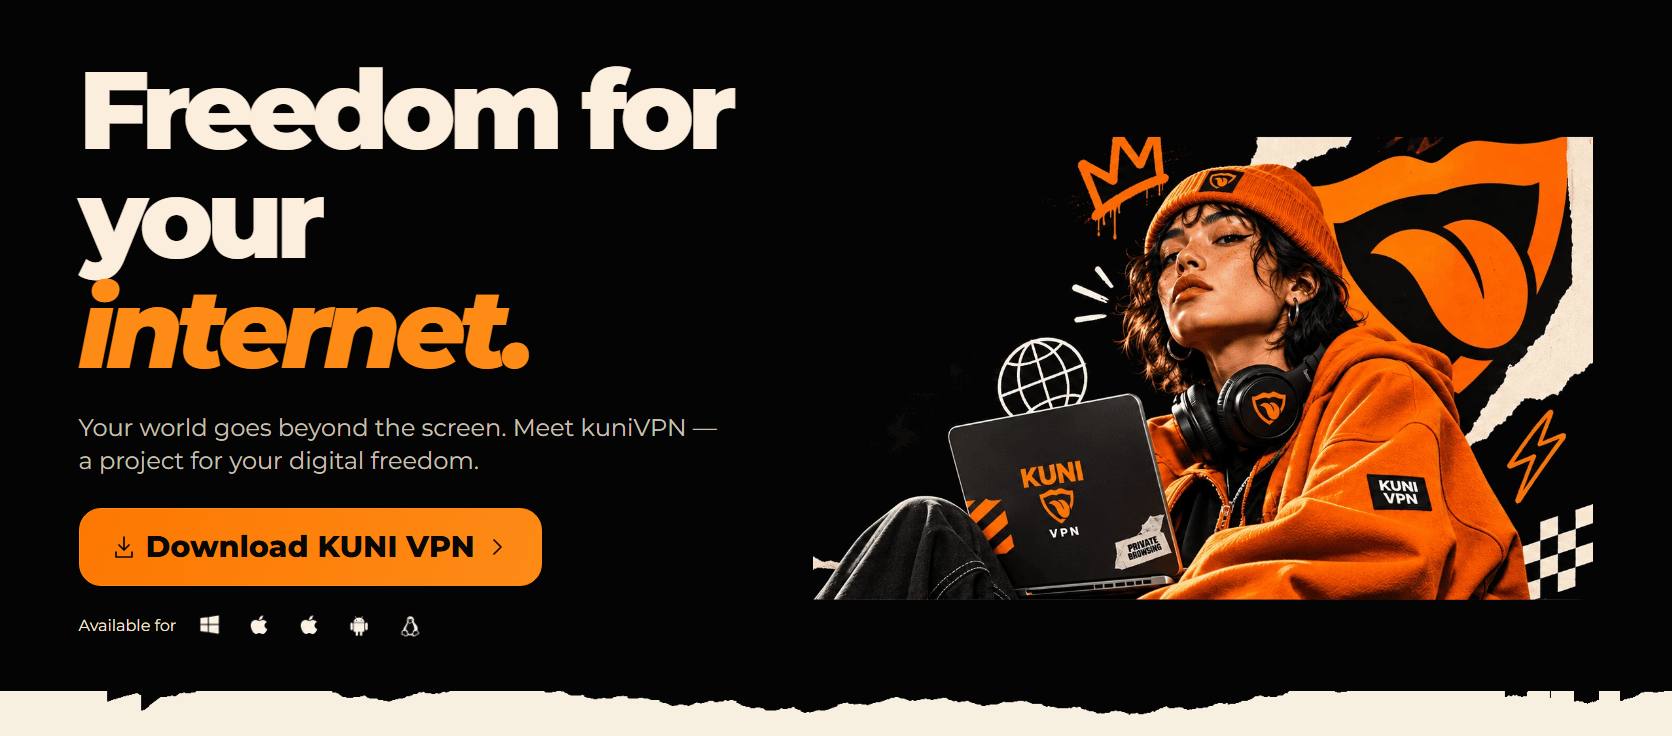 Freedom for
your
internet.
Your world goes beyond the screen. Meet kuniVPN —
a project for your digital freedom.
Download KUNI VPN
Available for
KUNI
VPN
PRIVATE
BROWSING
KUNI
VPN